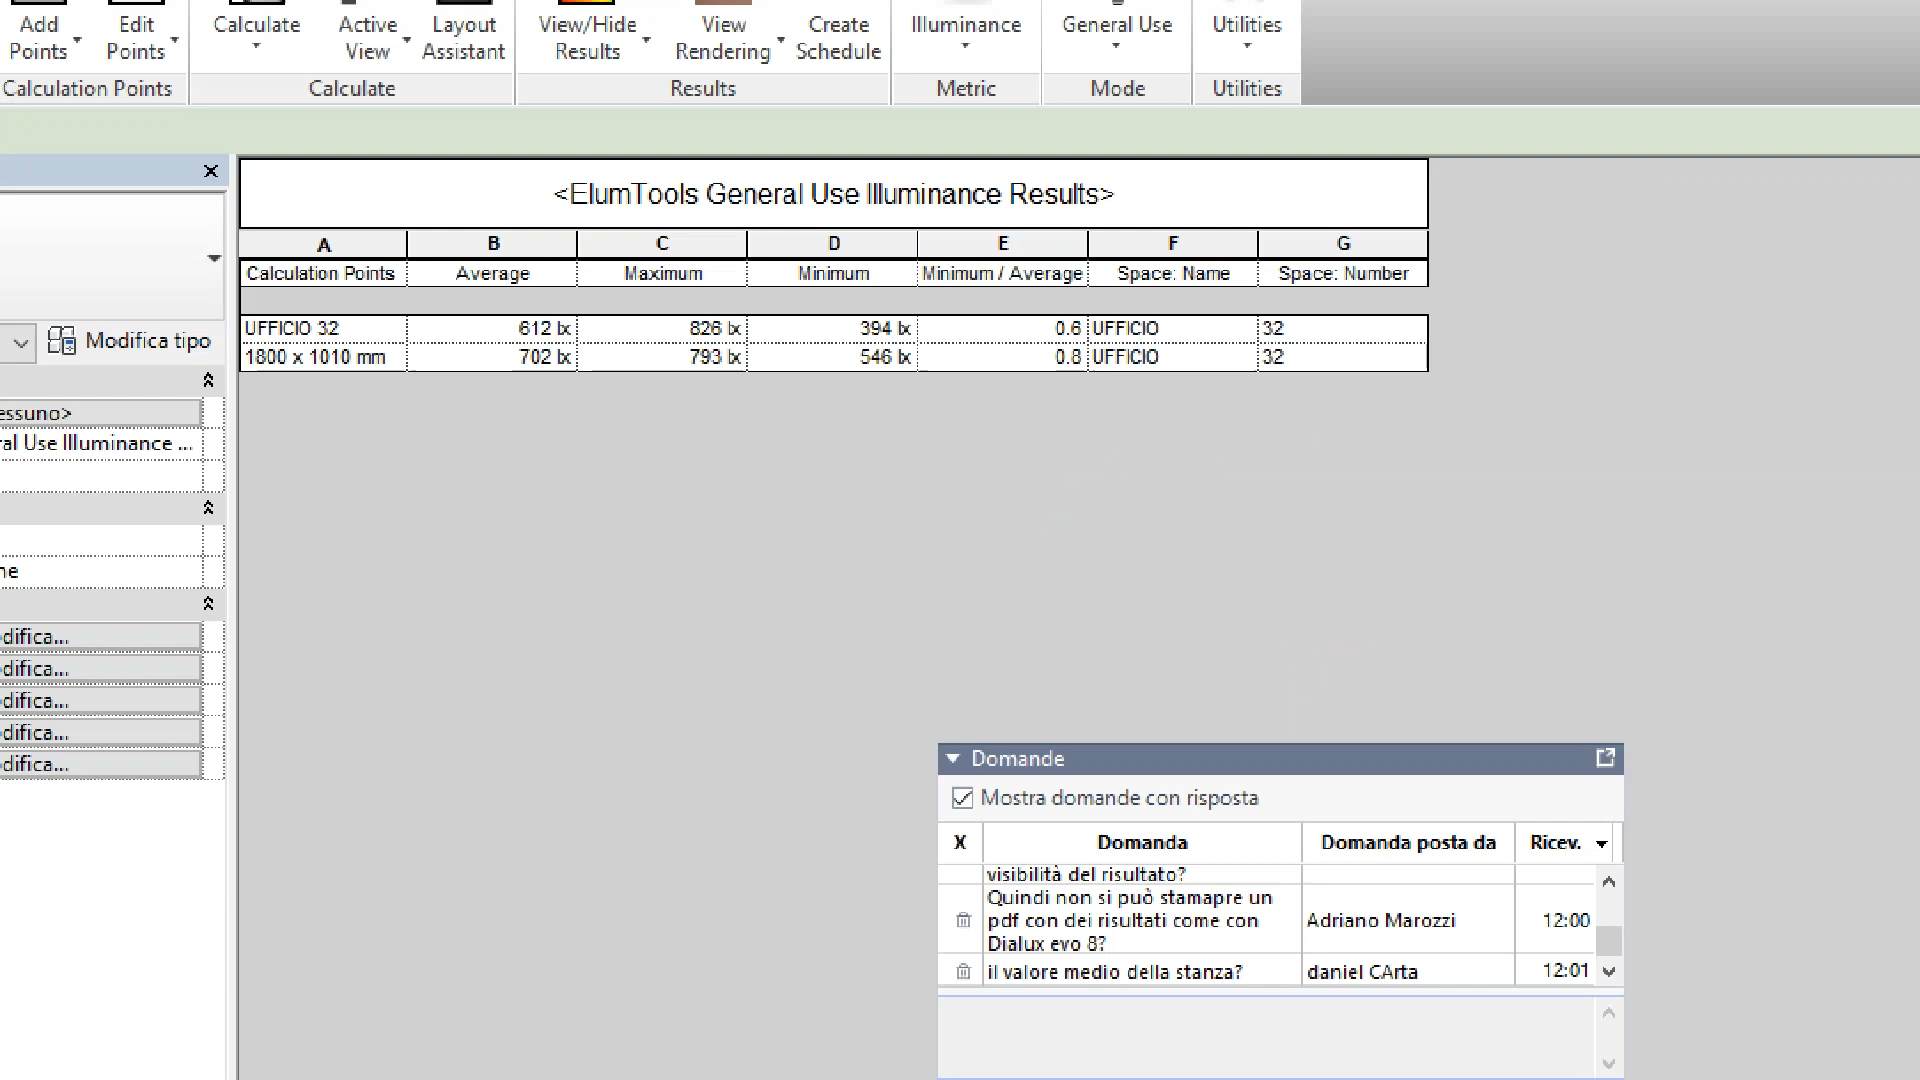 Add Points
Edit Points
Calculate
Active View
Layout Assistant
View/Hide Results
View Rendering
Create Schedule
Illuminance
General Use
Utilities
Calculation Points
Calculate
Results
Metric
Mode
Utilities
<ElumTools General Use Illuminance Results>
A B C D E F G
Calculation Points Average Maximum Minimum Minimum / Average Space: Name Space: Number
UFFICIO 32 612 lx 826 lx 394 lx 0.6 UFFICIO 32
1800 x 1010 mm 702 lx 793 lx 546 lx 0.8 UFFICIO 32
Modifica tipo
essuno>
al Use Illuminance ...
ne
difica...
difica...
difica...
difica...
difica...
Domande
Mostra domande con risposta
X Domanda Domanda posta da Ricev.
visibilità del risultato?
Quindi non si può stamapre un
pdf con dei risultati come con
Dialux evo 8?
Adriano Marozzi 12:00
il valore medio della stanza? daniel CArta 12:01